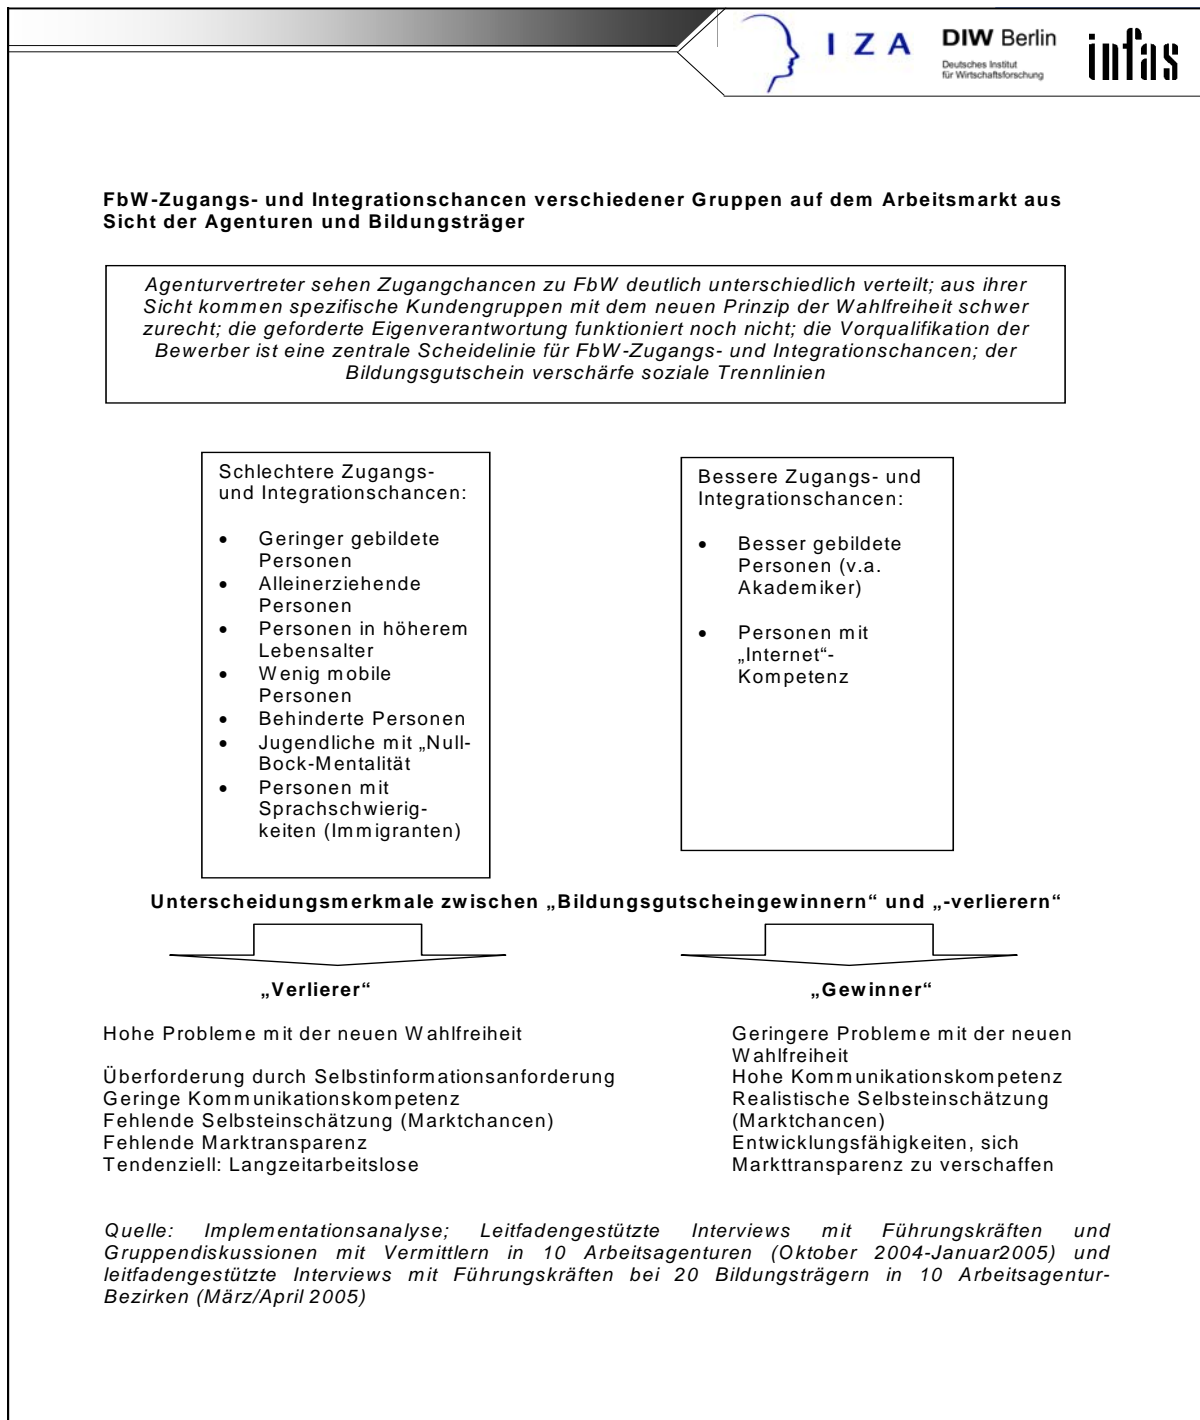 IZA
DIW Berlin
Deutsches Institut
für Wirtschaftsforschung
infas
FbW-Zugangs- und Integrationschancen verschiedener Gruppen auf dem Arbeitsmarkt aus
Sicht der Agenturen und Bildungsträger
Agenturvertreter sehen Zugangchancen zu FbW deutlich unterschiedlich verteilt; aus ihrer
Sicht kommen spezifische Kundengruppen mit dem neuen Prinzip der Wahlfreiheit schwer
zurecht; die geforderte Eigenverantwortung funktioniert noch nicht; die Vorqualifikation der
Bewerber ist eine zentrale Scheidelinie für FbW-Zugangs- und Integrationschancen; der
Bildungsgutschein verschärfe soziale Trennlinien
Schlechtere Zugangs-
und Integrationschancen:
• Geringer gebildete
Personen
• Alleinerziehende
Personen
• Personen in höherem
Lebensalter
• Wenig mobile
Personen
• Behinderte Personen
• Jugendliche mit „Null-
Bock-Mentalität
• Personen mit
Sprachschwierig-
keiten (Immigranten)
Bessere Zugangs- und
Integrationschancen:
• Besser gebildete
Personen (v.a.
Akademiker)
• Personen mit
„Internet“-
Kompetenz
Unterscheidungsmerkmale zwischen „Bildungsgutscheingewinnern“ und „-verlierern“
„Verlierer“
Hohe Probleme mit der neuen Wahlfreiheit
Überforderung durch Selbstinformationsanforderung
Geringe Kommunikationskompetenz
Fehlende Selbsteinschätzung (Marktchancen)
Fehlende Marktransparenz
Tendenziell: Langzeitarbeitslose
„Gewinner“
Geringere Probleme mit der neuen
Wahlfreiheit
Hohe Kommunikationskompetenz
Realistische Selbsteinschätzung
(Marktchancen)
Entwicklungsfähigkeiten, sich
Markttransparenz zu verschaffen
Quelle: Implementationsanalyse; Leitfadengestützte Interviews mit Führungskräften und
Gruppendiskussionen mit Vermittlern in 10 Arbeitsagenturen (Oktober 2004-Januar2005) und
leitfadengestützte Interviews mit Führungskräften bei 20 Bildungsträgern in 10 Arbeitsagentur-
Bezirken (März/April 2005)